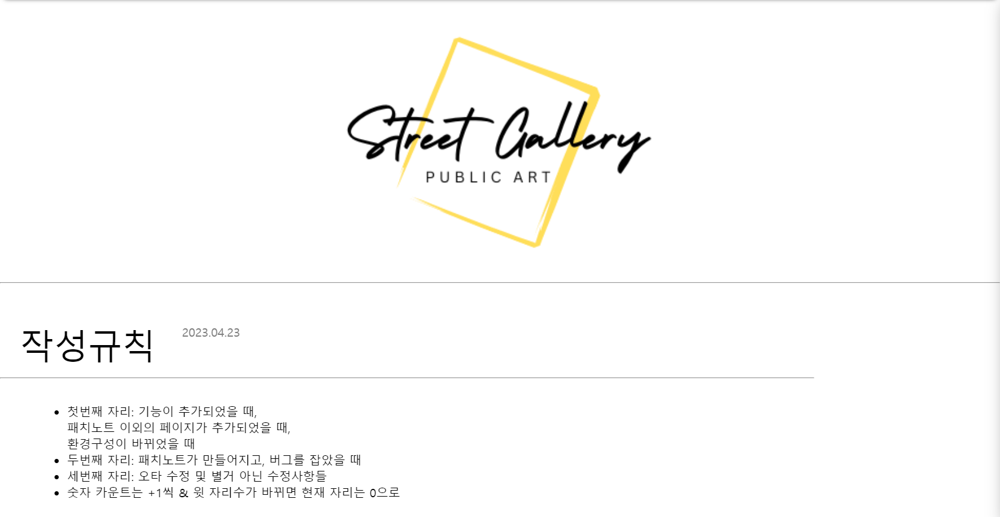 Street Gallery
PUBLIC ART
작성규칙
2023.04.23
첫번째 자리: 기능이 추가되었을 때,
패치노트 이외의 페이지가 추가되었을 때,
환경구성이 바뀌었을 때
두번째 자리: 패치노트가 만들어지고, 버그를 잡았을 때
세번째 자리: 오타 수정 및 별거 아닌 수정사항들
숫자 카운트는 +1씩 & 윗 자리수가 바뀌면 현재 자리는 0으로